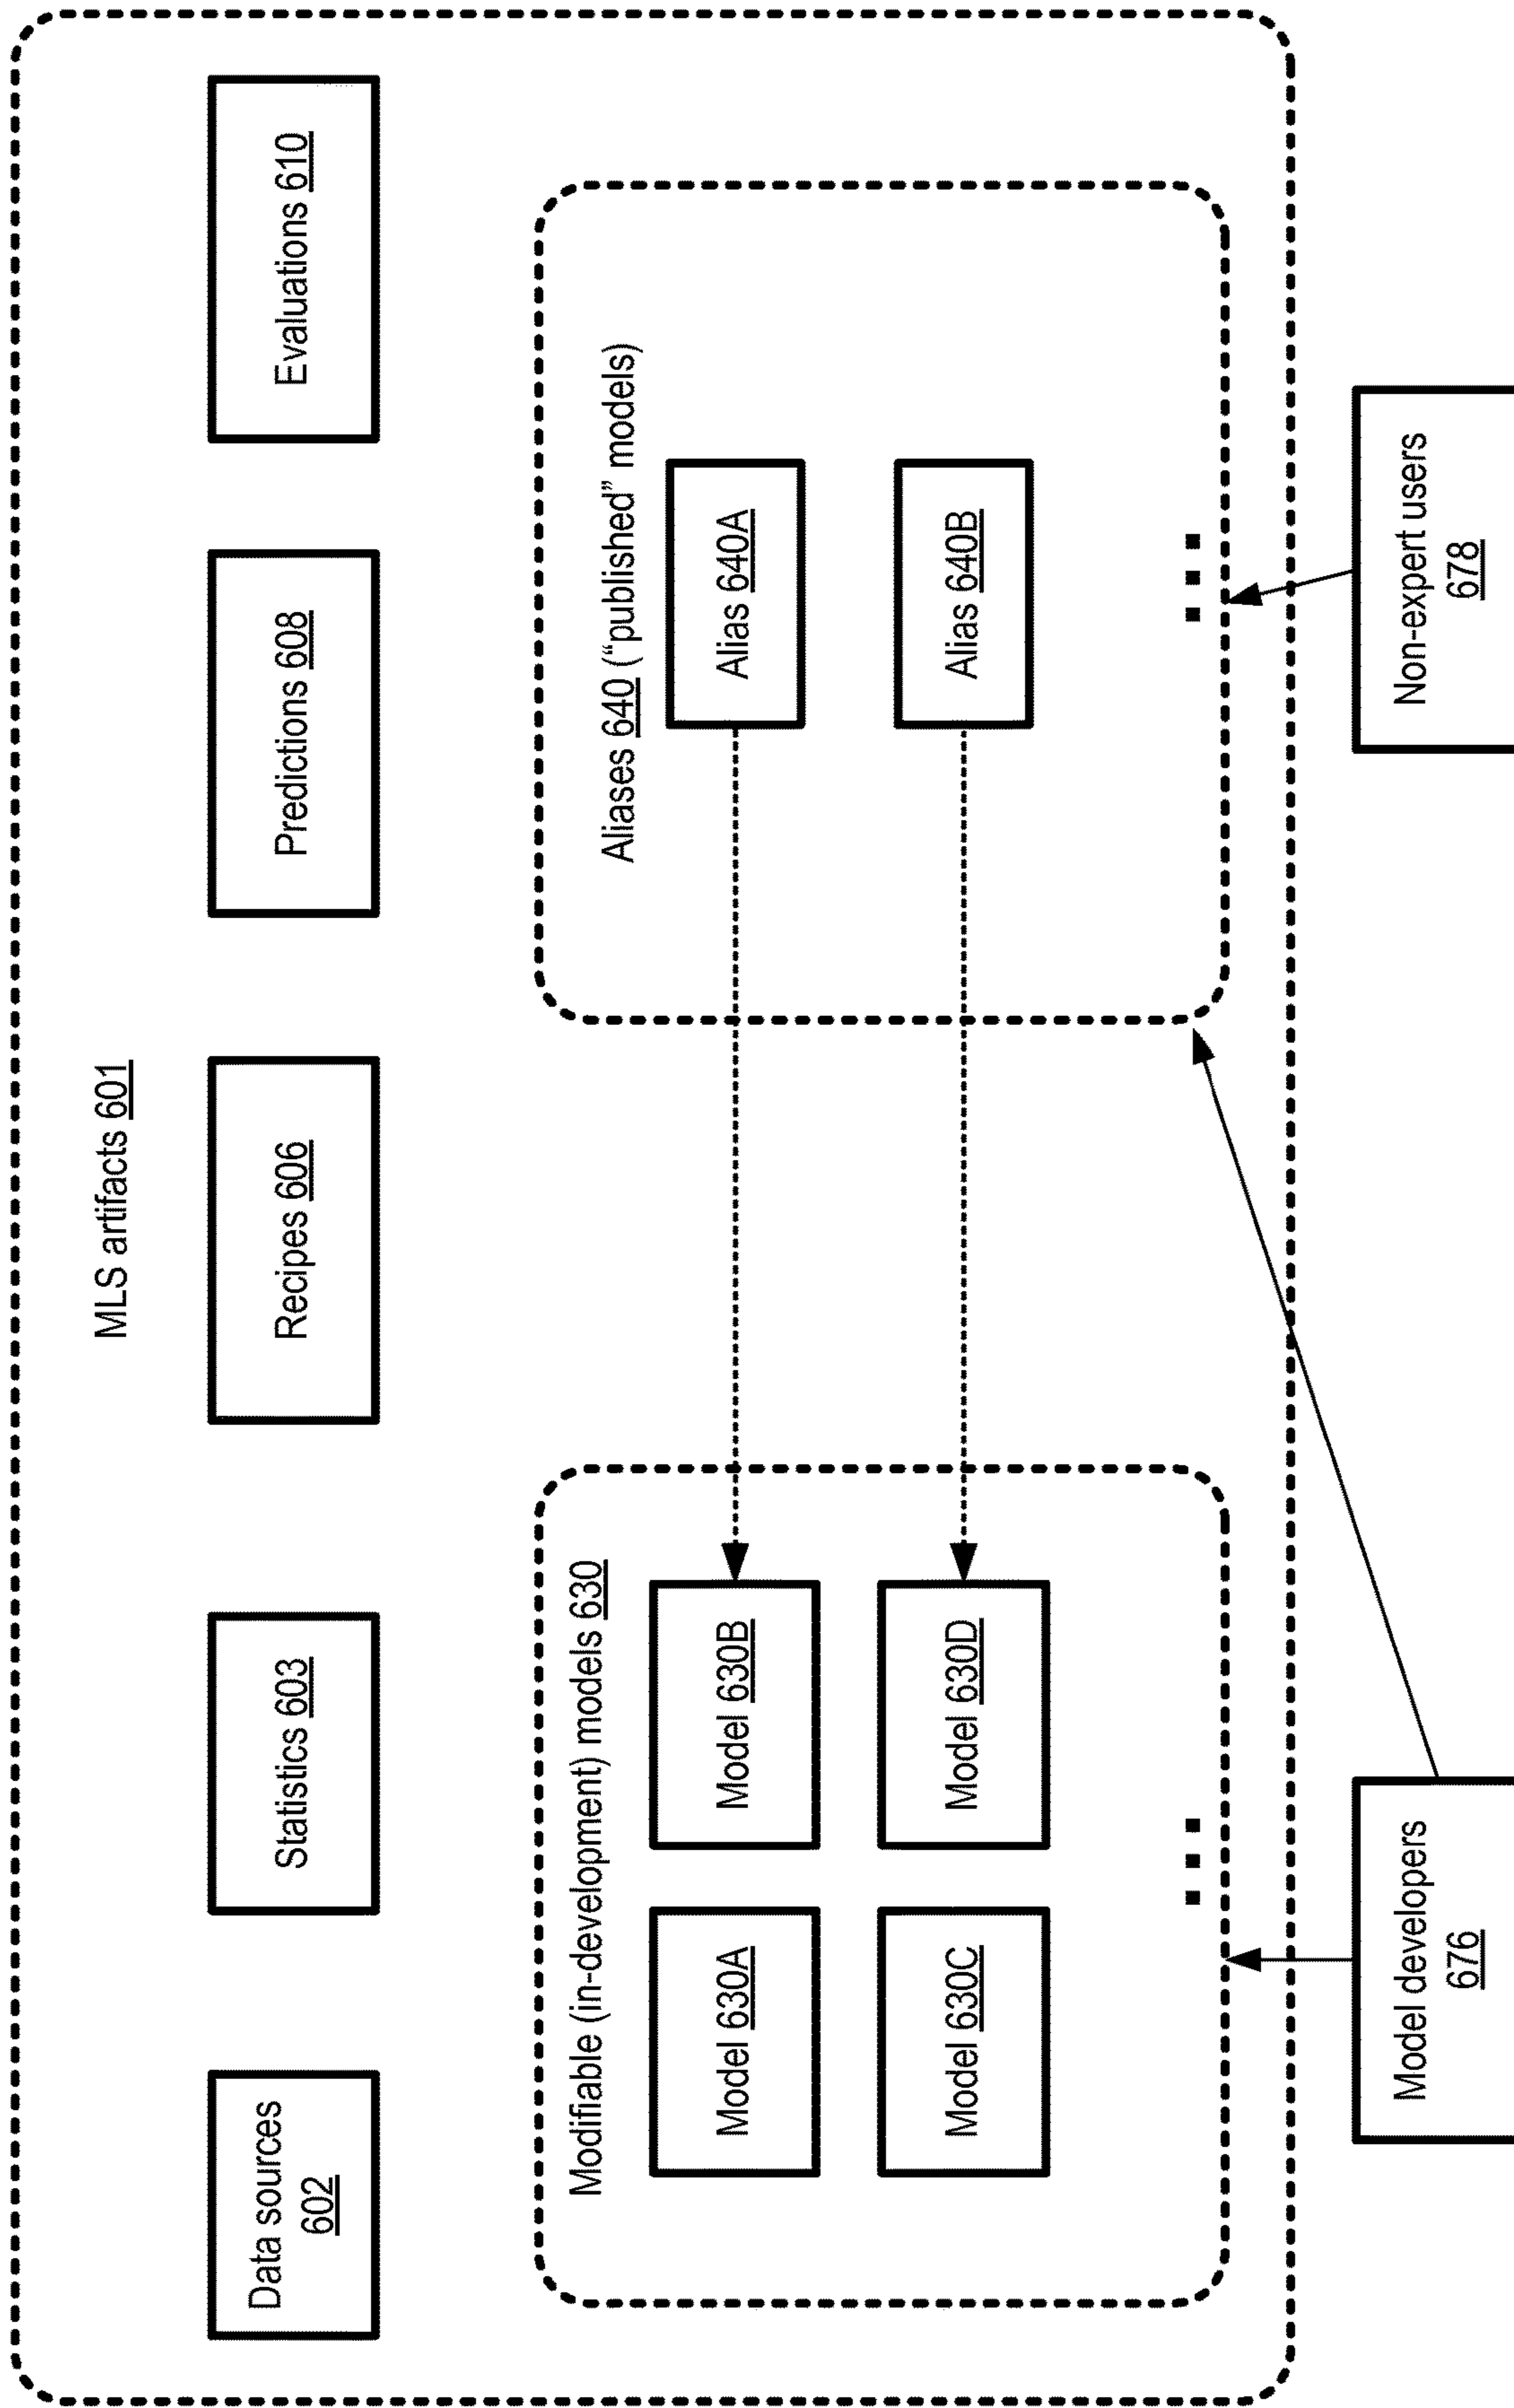 MLS artifacts 601
Data sources
602
Statistics 603
Recipes 606
Predictions 608
Evaluations 610
Modifiable (in-development) models 630
Model 630A
Model 630B
Model 630C
Model 630D
Aliases 640 (“published” models)
Alias 640A
Alias 640B
Model developers
676
Non-expert users
678